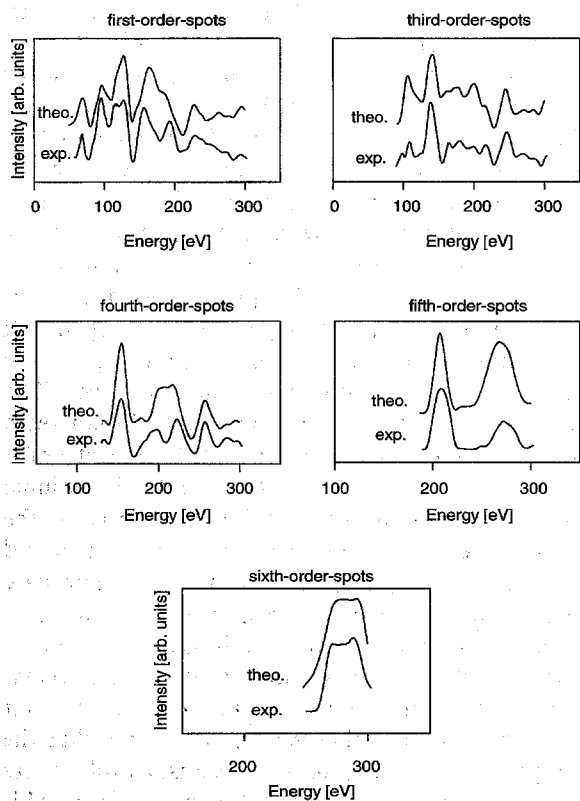 first-order-spots
Intensity [arb. units]
theo.
exp.
0 100 200 300
Energy [eV]
third-order-spots
theo.
exp.
0 100 200 300
Energy [eV]
fourth-order-spots
Intensity [arb. units]
theo.
exp.
100 200 300
Energy [eV]
fifth-order-spots
theo.
exp.
100 200 300
Energy [eV]
sixth-order-spots
Intensity [arb. units]
theo.
exp.
200 300
Energy [eV]